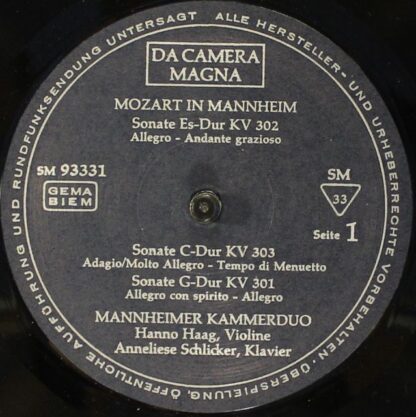 DA CAMERA
MAGNA
MOZART IN MANNHEIM
Sonate Es-Dur KV 302
Allegro - Andante grazioso
SM 93331
GEMA
BIEM
SM
33
Seite 1
Sonate C-Dur KV 303
Adagio/Molto Allegro - Tempo di Menuetto
Sonate G-Dur KV 301
Allegro con spirito - Allegro
MANNHEIMER KAMMERDUO
Hanno Haag, Violine
Anneliese Schlicker, Klavier
ALLE HERSTELLER- UND URHEBERRECHTE VORBEHALTEN · ÜBERSPIELUNG, ÖFFENTLICHE AUFFÜHRUNG UND RUNDFUNKSENDUNG UNTERSAGT